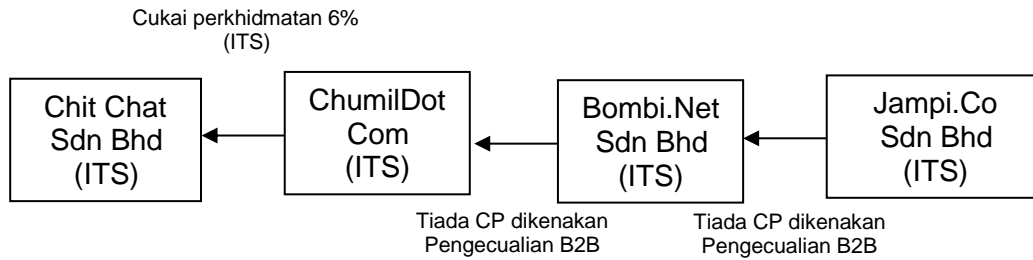 Cukai perkhidmatan 6%
(ITS)
Chit Chat
Sdn Bhd
(ITS)
ChumilDot
Com
(ITS)
Bombi.Net
Sdn Bhd
(ITS)
Jampi.Co
Sdn Bhd
(ITS)
Tiada CP dikenakan
Pengecualian B2B
Tiada CP dikenakan
Pengecualian B2B